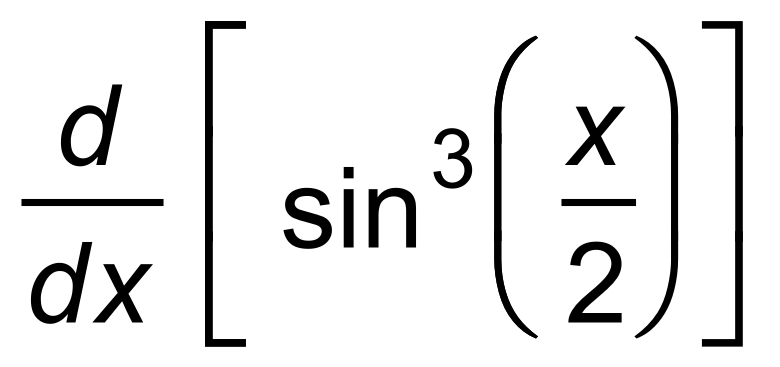 d/dx [ sin³(x/2) ]